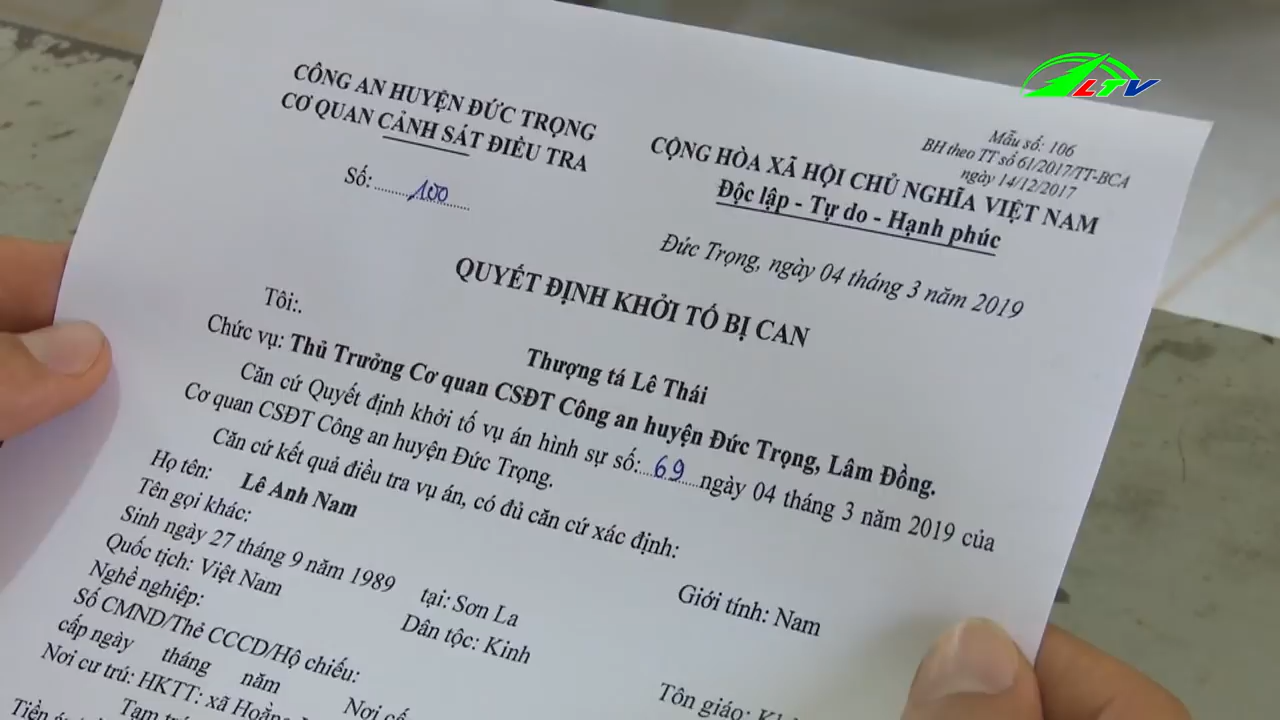 LTV
CÔNG AN HUYỆN ĐỨC TRỌNG
CƠ QUAN CẢNH SÁT ĐIỀU TRA
Số: 100
Mẫu số: 106
BH theo TT số 61/2017/TT-BCA
ngày 14/12/2017
CỘNG HÒA XÃ HỘI CHỦ NGHĨA VIỆT NAM
Độc lập - Tự do - Hạnh phúc
Đức Trọng, ngày 04 tháng 3 năm 2019
QUYẾT ĐỊNH KHỞI TỐ BỊ CAN
Tôi:. Thượng tá Lê Thái
Chức vụ: Thủ Trưởng Cơ quan CSĐT Công an huyện Đức Trọng, Lâm Đồng.
Căn cứ Quyết định khởi tố vụ án hình sự số: 69 ngày 04 tháng 3 năm 2019 của
Cơ quan CSĐT Công an huyện Đức Trọng.
Căn cứ kết quả điều tra vụ án, có đủ căn cứ xác định:
Họ tên: Lê Anh Nam Giới tính: Nam
Tên gọi khác:
Sinh ngày 27 tháng 9 năm 1989 tại: Sơn La
Quốc tịch: Việt Nam Dân tộc: Kinh Tôn giáo:
Nghề nghiệp:
Số CMND/Thẻ CCCD/Hộ chiếu:
cấp ngày tháng năm Nơi
Nơi cư trú: HKTT: xã